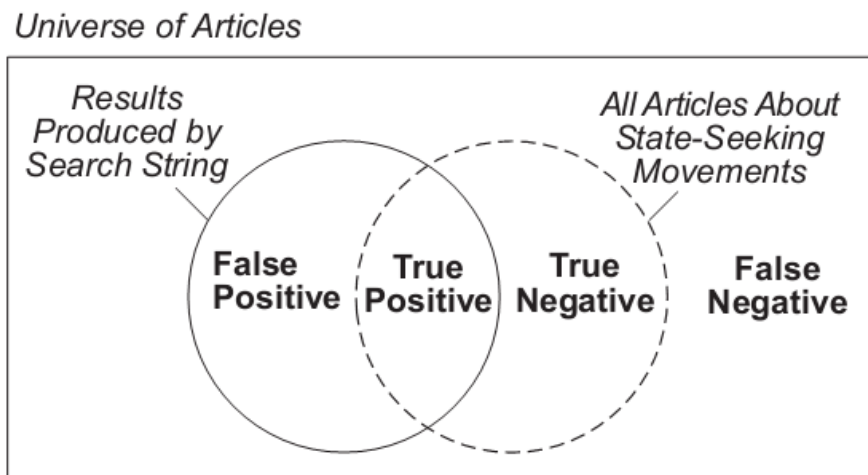 Universe of Articles
Results
Produced by
Search String
All Articles About
State-Seeking
Movements
False
Positive
True
Positive
True
Negative
False
Negative